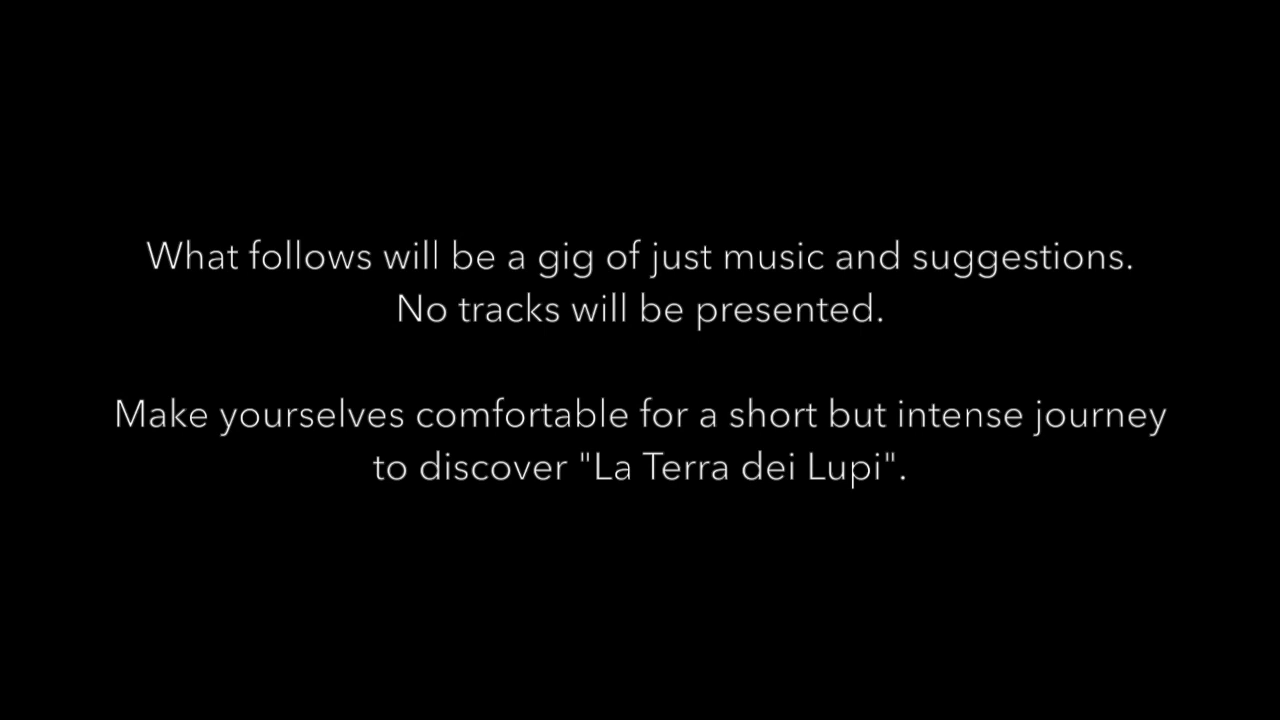 What follows will be a gig of just music and suggestions.
No tracks will be presented.
Make yourselves comfortable for a short but intense journey
to discover "La Terra dei Lupi".